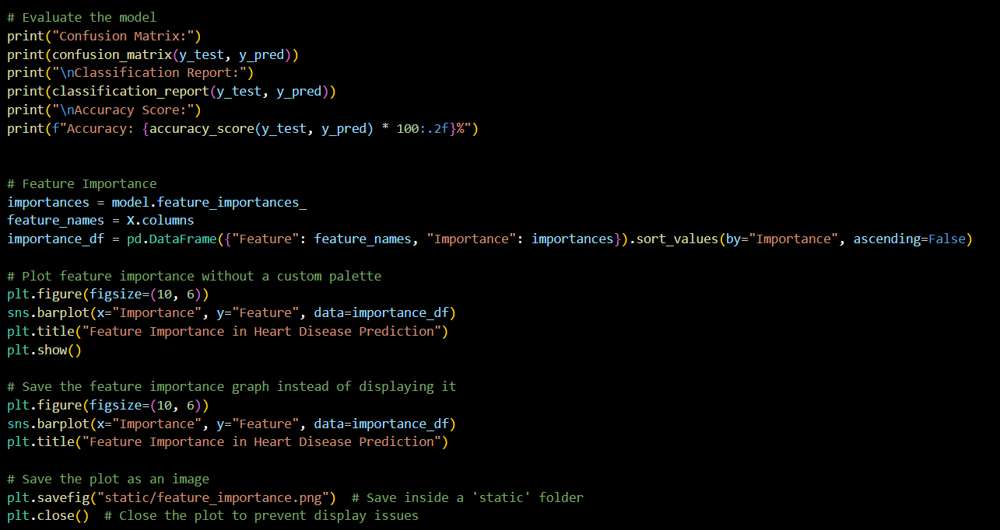 # Evaluate the model
print("Confusion Matrix:")
print(confusion_matrix(y_test, y_pred))
print("\nClassification Report:")
print(classification_report(y_test, y_pred))
print("\nAccuracy Score:")
print(f"Accuracy: {accuracy_score(y_test, y_pred) * 100:.2f}%")
# Feature Importance
importances = model.feature_importances_
feature_names = X.columns
importance_df = pd.DataFrame({"Feature": feature_names, "Importance": importances}).sort_values(by="Importance", ascending=False)
# Plot feature importance without a custom palette
plt.figure(figsize=(10, 6))
sns.barplot(x="Importance", y="Feature", data=importance_df)
plt.title("Feature Importance in Heart Disease Prediction")
plt.show()
# Save the feature importance graph instead of displaying it
plt.figure(figsize=(10, 6))
sns.barplot(x="Importance", y="Feature", data=importance_df)
plt.title("Feature Importance in Heart Disease Prediction")
# Save the plot as an image
plt.savefig("static/feature_importance.png")  # Save inside a 'static' folder
plt.close()  # Close the plot to prevent display issues